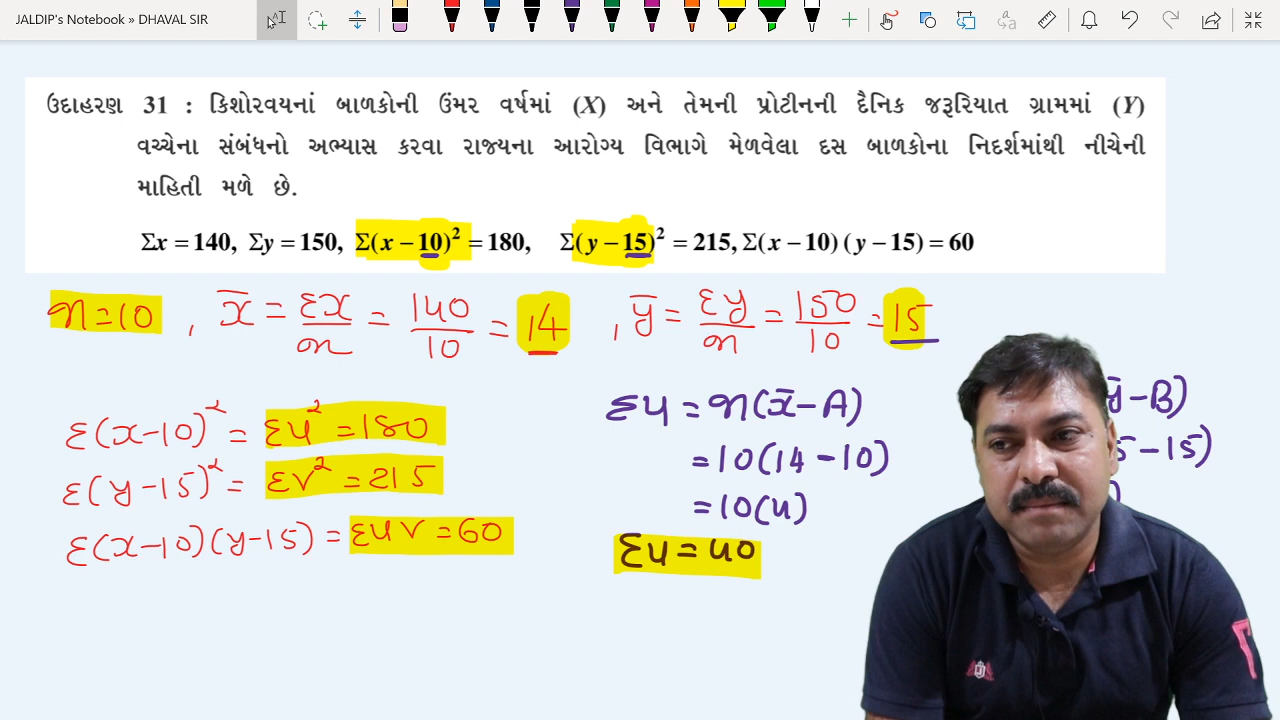 JALDIP's Notebook » DHAVAL SIR
ઉદાહરણ 31 : કિશોરવયનાં બાળકોની ઉંમર વર્ષમાં (X) અને તેમની પ્રોટીનની દૈનિક જરૂરિયાત ગ્રામમાં (Y)
વચ્ચેના સંબંધનો અભ્યાસ કરવા રાજ્યના આરોગ્ય વિભાગે મેળવેલા દસ બાળકોના નિદર્શમાંથી નીચેની
માહિતી મળે છે.
Σx = 140, Σy = 150, Σ(x – 10)² = 180, Σ(y – 15)² = 215, Σ(x – 10) (y – 15) = 60
n = 10 , x̄ = Σx/n = 140/10 = 14 , ȳ = Σy/n = 150/10 = 15
Σ(x-10)² = Σu² = 180
Σ(y-15)² = Σv² = 215
Σ(x-10)(y-15) = Σuv = 60
Σu = n(x̄ - A)
= 10(14 - 10)
= 10(4)
Σu = 40
ȳ - B)
5 - 15)
)